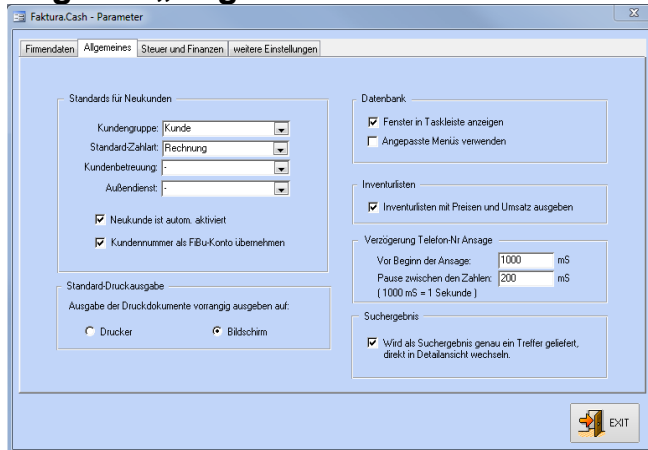 Faktura.Cash - Parameter
Firmendaten Allgemeines Steuer und Finanzen weitere Einstellungen
Standards für Neukunden
Kundengruppe: Kunde
Standard-Zahlart: Rechnung
Kundenbetreuung: -
Außendienst: -
Neukunde ist autom. aktiviert
Kundennummer als FiBu-Konto übernehmen
Standard-Druckausgabe
Ausgabe der Druckdokumente vorrangig ausgeben auf:
Drucker Bildschirm
Datenbank
Fenster in Taskleiste anzeigen
Angepasste Menüs verwenden
Inventurlisten
Inventurlisten mit Preisen und Umsatz ausgeben
Verzögerung Telefon-Nr Ansage
Vor Beginn der Ansage: 1000 mS
Pause zwischen den Zahlen: 200 mS
( 1000 mS = 1 Sekunde )
Suchergebnis
Wird als Suchergebnis genau ein Treffer geliefert,
direkt in Detailansicht wechseln.
EXIT